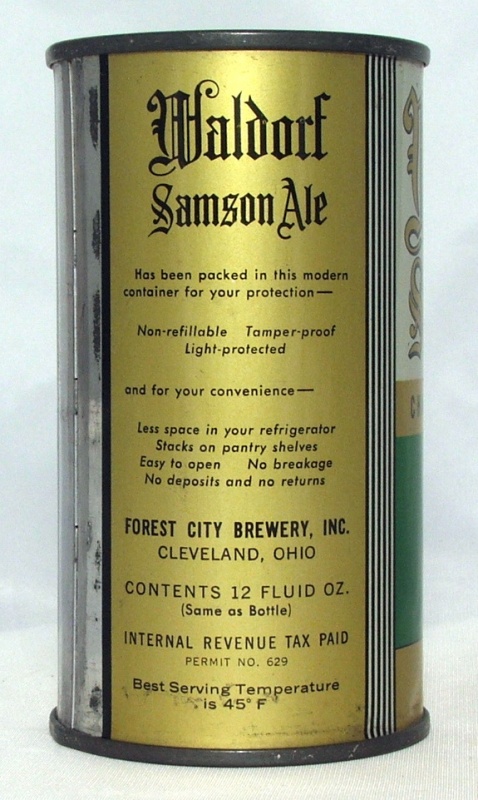 Waldorf
Samson Ale
Has been packed in this modern
container for your protection—
Non-refillable Tamper-proof
Light-protected
and for your convenience—
Less space in your refrigerator
Stacks on pantry shelves
Easy to open No breakage
No deposits and no returns
FOREST CITY BREWERY, INC.
CLEVELAND, OHIO
CONTENTS 12 FLUID OZ.
(Same as Bottle)
INTERNAL REVENUE TAX PAID
PERMIT NO. 629
Best Serving Temperature
is 45° F